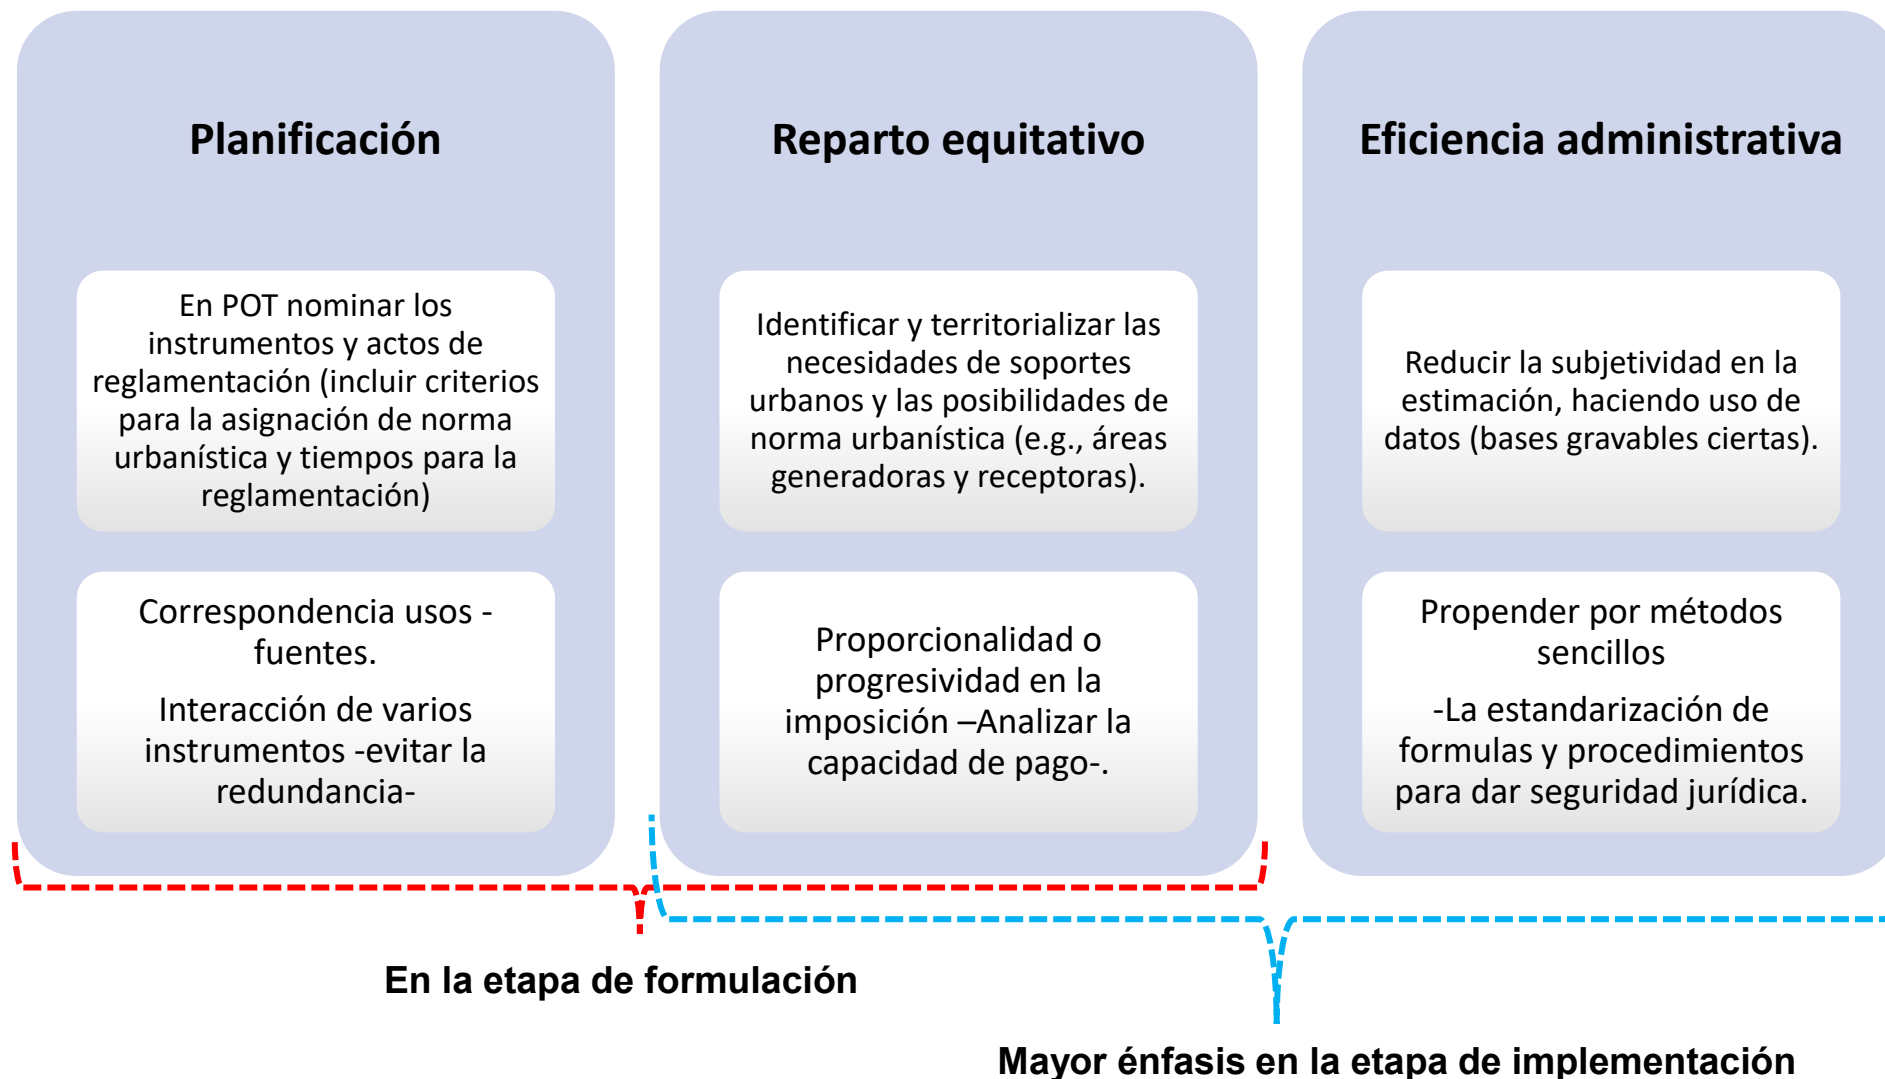 Planificación
En POT nominar los
instrumentos y actos de
reglamentación (incluir criterios
para la asignación de norma
urbanística y tiempos para la
reglamentación)
Correspondencia usos -
fuentes.
Interacción de varios
instrumentos -evitar la
redundancia-
Reparto equitativo
Identificar y territorializar las
necesidades de soportes
urbanos y las posibilidades de
norma urbanística (e.g., áreas
generadoras y receptoras).
Proporcionalidad o
progresividad en la
imposición –Analizar la
capacidad de pago-.
Eficiencia administrativa
Reducir la subjetividad en la
estimación, haciendo uso de
datos (bases gravables ciertas).
Propender por métodos
sencillos
-La estandarización de
formulas y procedimientos
para dar seguridad jurídica.
En la etapa de formulación
Mayor énfasis en la etapa de implementación